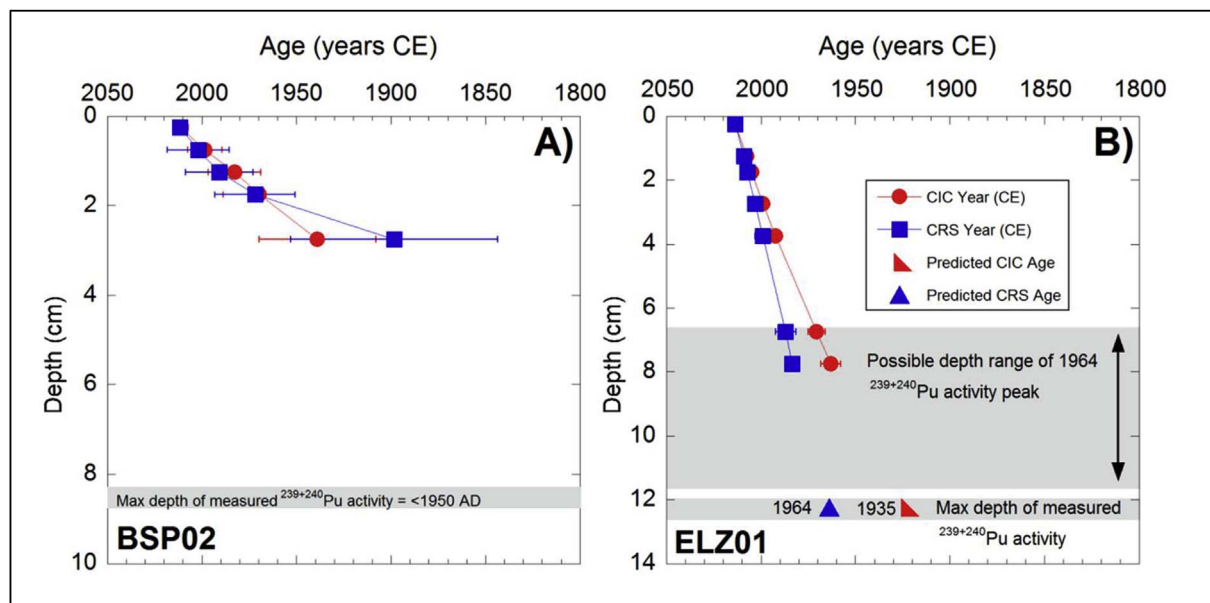 Age (years CE)
2050 2000 1950 1900 1850 1800
0
2
4
6
8
10
Depth (cm)
A)
Max depth of measured ²³⁹⁺²⁴⁰Pu activity = <1950 AD
BSP02
Age (years CE)
2050 2000 1950 1900 1850 1800
0
2
4
6
8
10
12
14
Depth (cm)
B)
CIC Year (CE)
CRS Year (CE)
Predicted CIC Age
Predicted CRS Age
Possible depth range of 1964
²³⁹⁺²⁴⁰Pu activity peak
1964 1935 Max depth of measured
²³⁹⁺²⁴⁰Pu activity
ELZ01